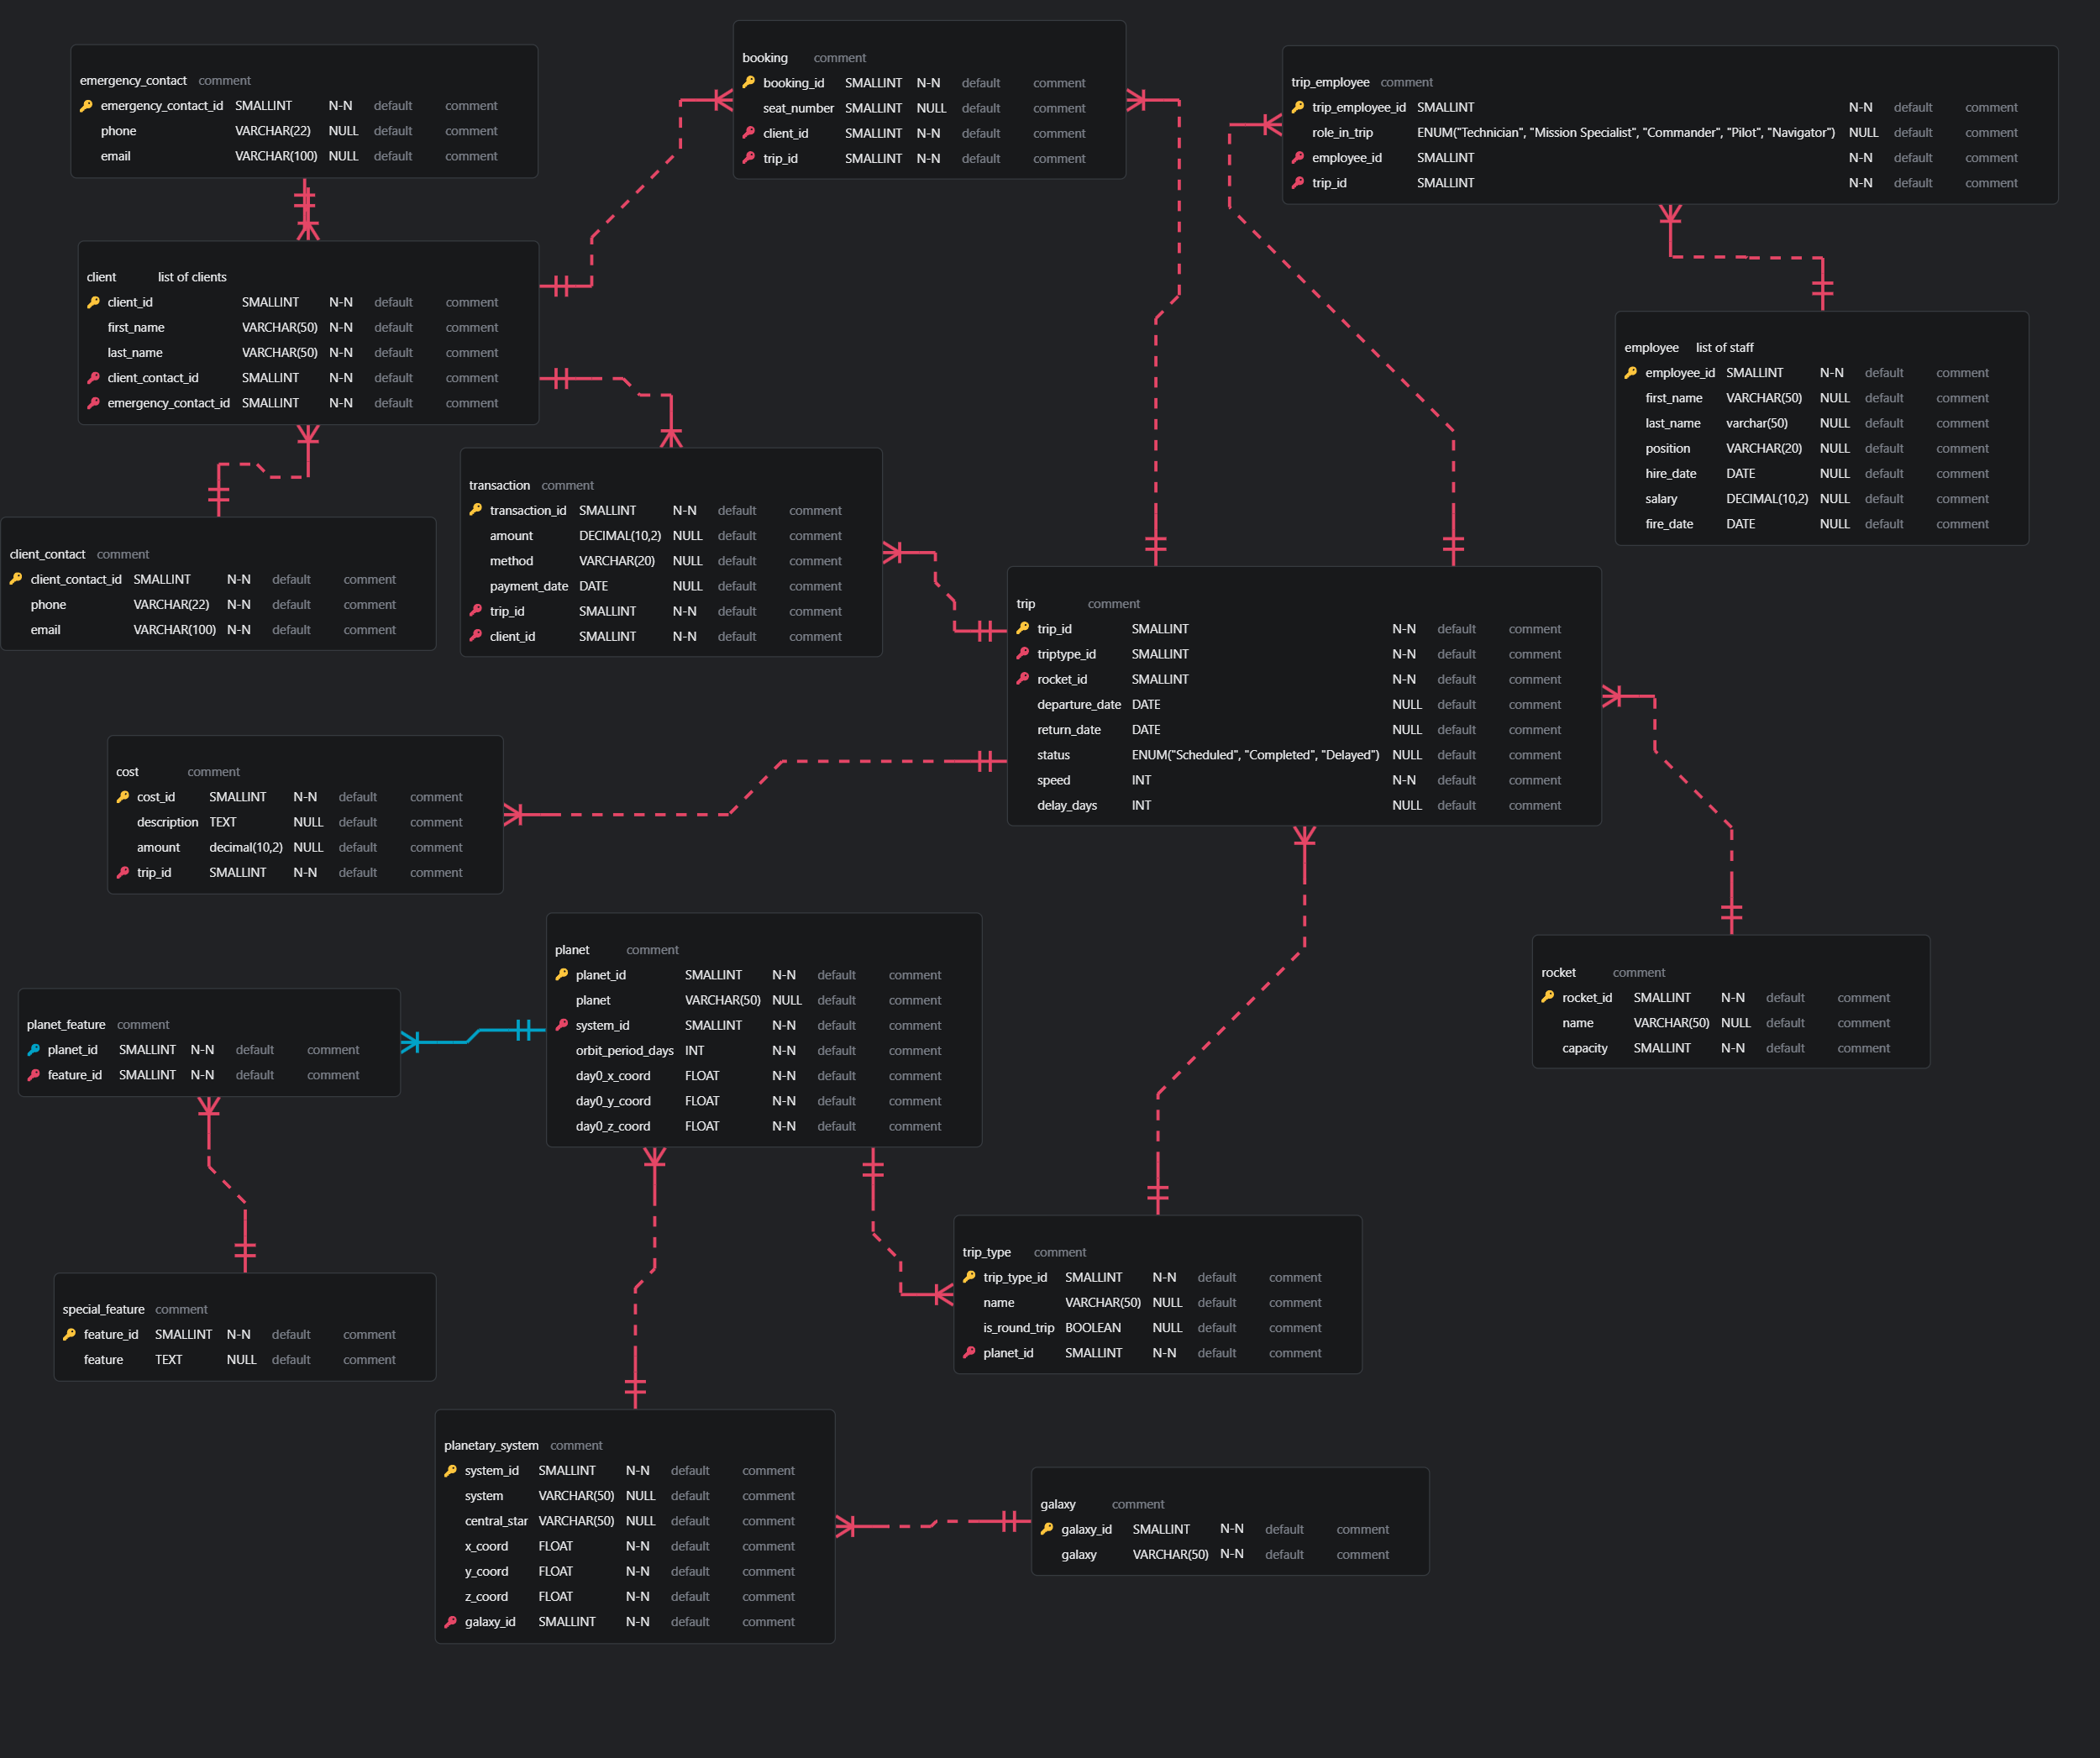 booking comment
booking_id SMALLINT N-N default comment
seat_number SMALLINT NULL default comment
client_id SMALLINT N-N default comment
trip_id SMALLINT N-N default comment
emergency_contact comment
emergency_contact_id SMALLINT N-N default comment
phone VARCHAR(22) NULL default comment
email VARCHAR(100) NULL default comment
trip_employee comment
trip_employee_id SMALLINT N-N default comment
role_in_trip ENUM("Technician", "Mission Specialist", "Commander", "Pilot", "Navigator") NULL default comment
employee_id SMALLINT N-N default comment
trip_id SMALLINT N-N default comment
client list of clients
client_id SMALLINT N-N default comment
first_name VARCHAR(50) N-N default comment
last_name VARCHAR(50) N-N default comment
client_contact_id SMALLINT N-N default comment
emergency_contact_id SMALLINT N-N default comment
employee list of staff
employee_id SMALLINT N-N default comment
first_name VARCHAR(50) NULL default comment
last_name varchar(50) NULL default comment
position VARCHAR(20) NULL default comment
hire_date DATE NULL default comment
salary DECIMAL(10,2) NULL default comment
fire_date DATE NULL default comment
transaction comment
transaction_id SMALLINT N-N default comment
amount DECIMAL(10,2) NULL default comment
method VARCHAR(20) NULL default comment
payment_date DATE NULL default comment
trip_id SMALLINT N-N default comment
client_id SMALLINT N-N default comment
client_contact comment
client_contact_id SMALLINT N-N default comment
phone VARCHAR(22) N-N default comment
email VARCHAR(100) N-N default comment
trip comment
trip_id SMALLINT N-N default comment
triptype_id SMALLINT N-N default comment
rocket_id SMALLINT N-N default comment
departure_date DATE NULL default comment
return_date DATE NULL default comment
status ENUM("Scheduled", "Completed", "Delayed") NULL default comment
speed INT N-N default comment
delay_days INT NULL default comment
cost comment
cost_id SMALLINT N-N default comment
description TEXT NULL default comment
amount decimal(10,2) NULL default comment
trip_id SMALLINT N-N default comment
planet comment
planet_id SMALLINT N-N default comment
planet VARCHAR(50) NULL default comment
system_id SMALLINT N-N default comment
orbit_period_days INT N-N default comment
day0_x_coord FLOAT N-N default comment
day0_y_coord FLOAT N-N default comment
day0_z_coord FLOAT N-N default comment
rocket comment
rocket_id SMALLINT N-N default comment
name VARCHAR(50) NULL default comment
capacity SMALLINT N-N default comment
planet_feature comment
planet_id SMALLINT N-N default comment
feature_id SMALLINT N-N default comment
trip_type comment
trip_type_id SMALLINT N-N default comment
name VARCHAR(50) NULL default comment
is_round_trip BOOLEAN NULL default comment
planet_id SMALLINT N-N default comment
special_feature comment
feature_id SMALLINT N-N default comment
feature TEXT NULL default comment
planetary_system comment
system_id SMALLINT N-N default comment
system VARCHAR(50) NULL default comment
central_star VARCHAR(50) NULL default comment
x_coord FLOAT N-N default comment
y_coord FLOAT N-N default comment
z_coord FLOAT N-N default comment
galaxy_id SMALLINT N-N default comment
galaxy comment
galaxy_id SMALLINT N-N default comment
galaxy VARCHAR(50) N-N default comment